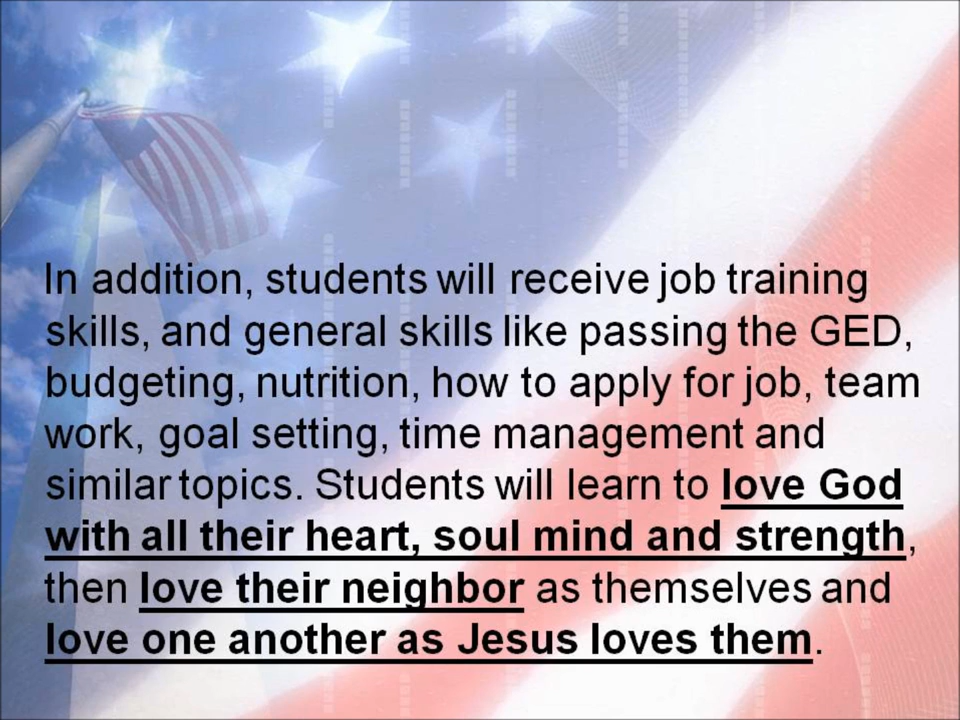 In addition, students will receive job training
skills, and general skills like passing the GED,
budgeting, nutrition, how to apply for job, team
work, goal setting, time management and
similar topics. Students will learn to love God
with all their heart, soul mind and strength,
then love their neighbor as themselves and
love one another as Jesus loves them.